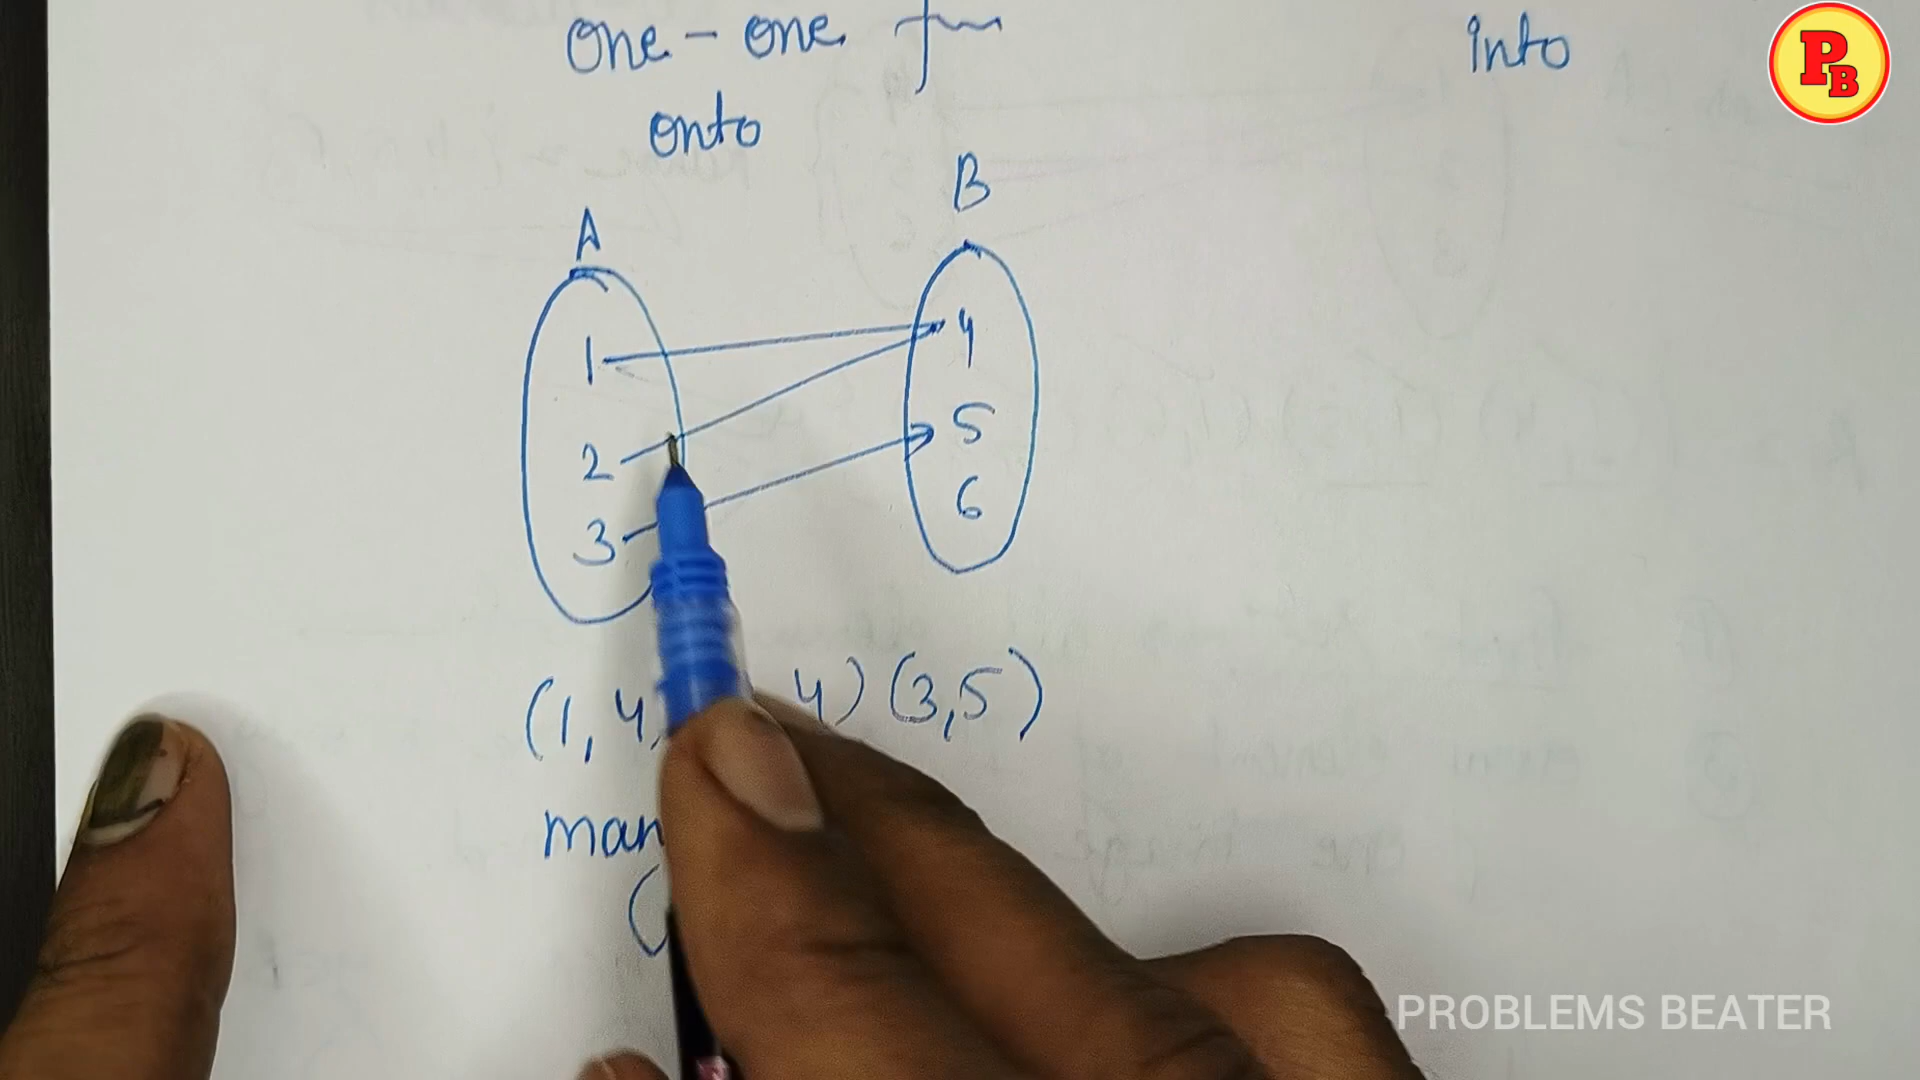 one-one fn
into
onto
A
B
1
2
3
4
5
6
(1, 4) 4) (3,5)
man
(
PB
PROBLEMS BEATER